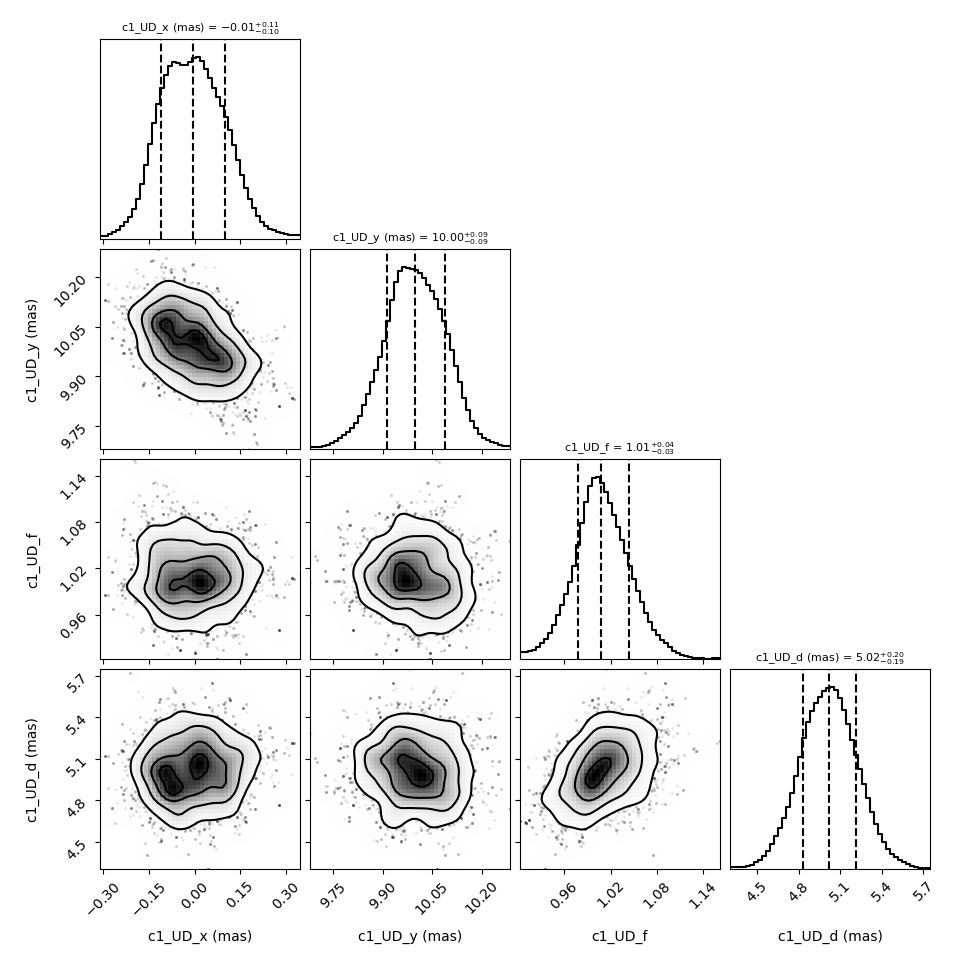 c1_UD_x (mas) = −0.01+0.11−0.10
c1_UD_y (mas) = 10.00+0.09−0.09
10.20
10.05
9.90
9.75
c1_UD_y (mas)
c1_UD_f = 1.01+0.04−0.03
1.14
1.08
1.02
0.96
c1_UD_f
c1_UD_d (mas) = 5.02+0.20−0.19
5.7
5.4
5.1
4.8
4.5
c1_UD_d (mas)
−0.30 −0.15 0.00 0.15 0.30 9.75 9.90 10.05 10.20 0.96 1.02 1.08 1.14 4.5 4.8 5.1 5.4 5.7
c1_UD_x (mas) c1_UD_y (mas) c1_UD_f c1_UD_d (mas)